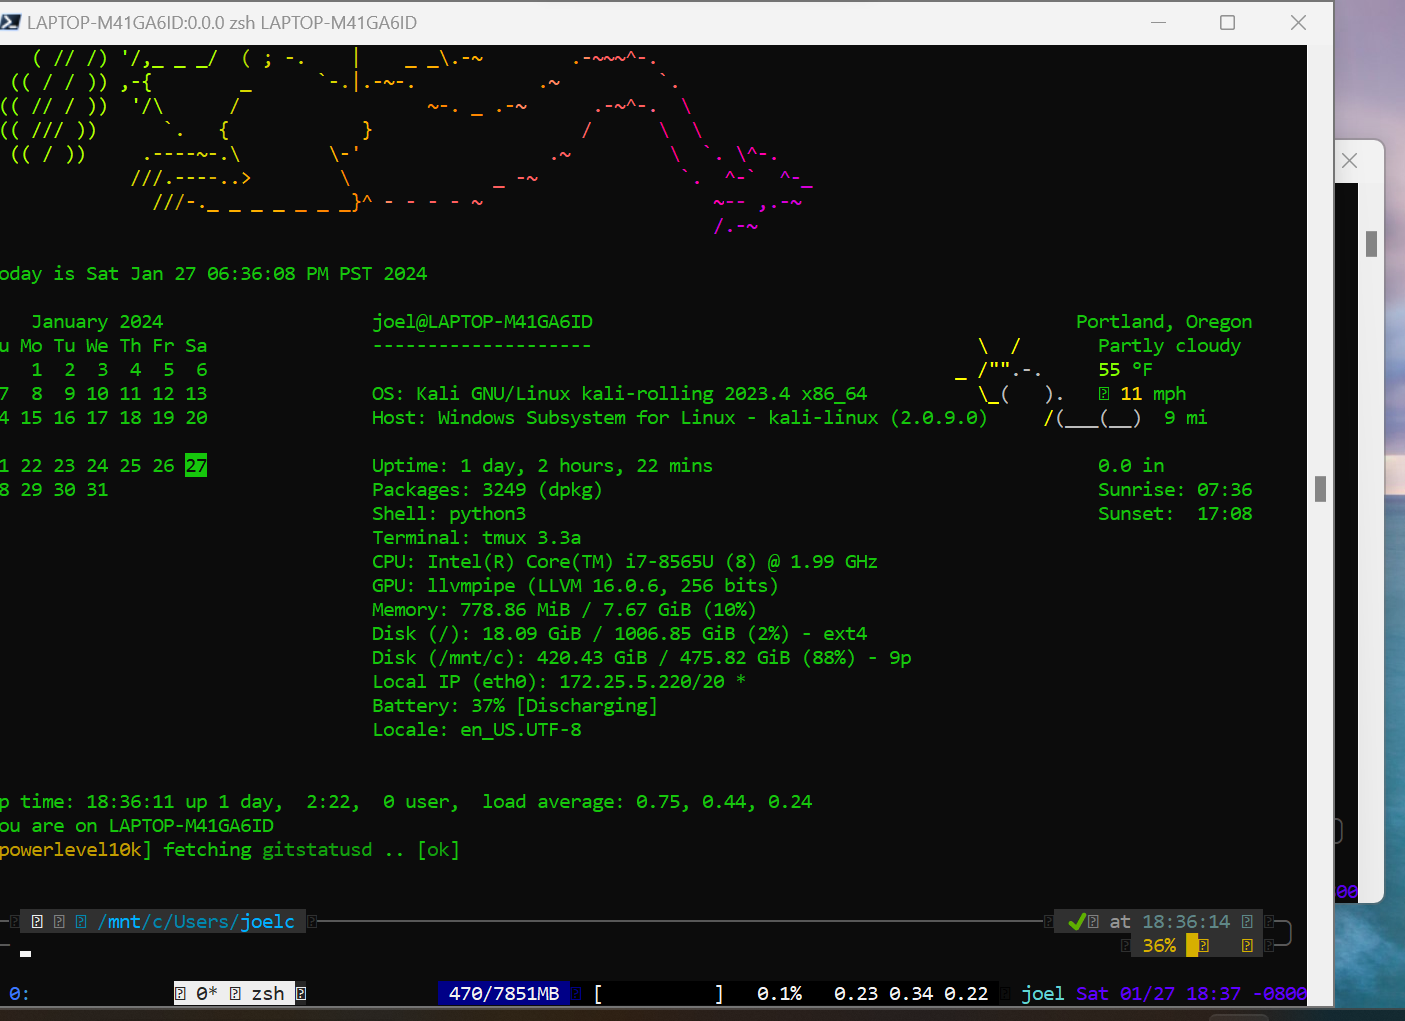 LAPTOP-M41GA6ID:0.0.0 zsh LAPTOP-M41GA6ID
oday is Sat Jan 27 06:36:08 PM PST 2024
January 2024
u Mo Tu We Th Fr Sa
1 2 3 4 5 6
7 8 9 10 11 12 13
4 15 16 17 18 19 20
1 22 23 24 25 26 27
8 29 30 31
joel@LAPTOP-M41GA6ID
--------------------
OS: Kali GNU/Linux kali-rolling 2023.4 x86_64
Host: Windows Subsystem for Linux - kali-linux (2.0.9.0)
Uptime: 1 day, 2 hours, 22 mins
Packages: 3249 (dpkg)
Shell: python3
Terminal: tmux 3.3a
CPU: Intel(R) Core(TM) i7-8565U (8) @ 1.99 GHz
GPU: llvmpipe (LLVM 16.0.6, 256 bits)
Memory: 778.86 MiB / 7.67 GiB (10%)
Disk (/): 18.09 GiB / 1006.85 GiB (2%) - ext4
Disk (/mnt/c): 420.43 GiB / 475.82 GiB (88%) - 9p
Local IP (eth0): 172.25.5.220/20 *
Battery: 37% [Discharging]
Locale: en_US.UTF-8
Portland, Oregon
Partly cloudy
55 °F
11 mph
9 mi
0.0 in
Sunrise: 07:36
Sunset: 17:08
p time: 18:36:11 up 1 day, 2:22, 0 user, load average: 0.75, 0.44, 0.24
ou are on LAPTOP-M41GA6ID
powerlevel10k] fetching gitstatusd .. [ok]
/mnt/c/Users/joelc
✔ at 18:36:14
36%
0: 0* zsh 470/7851MB [ ] 0.1% 0.23 0.34 0.22 joel Sat 01/27 18:37 -0800
00